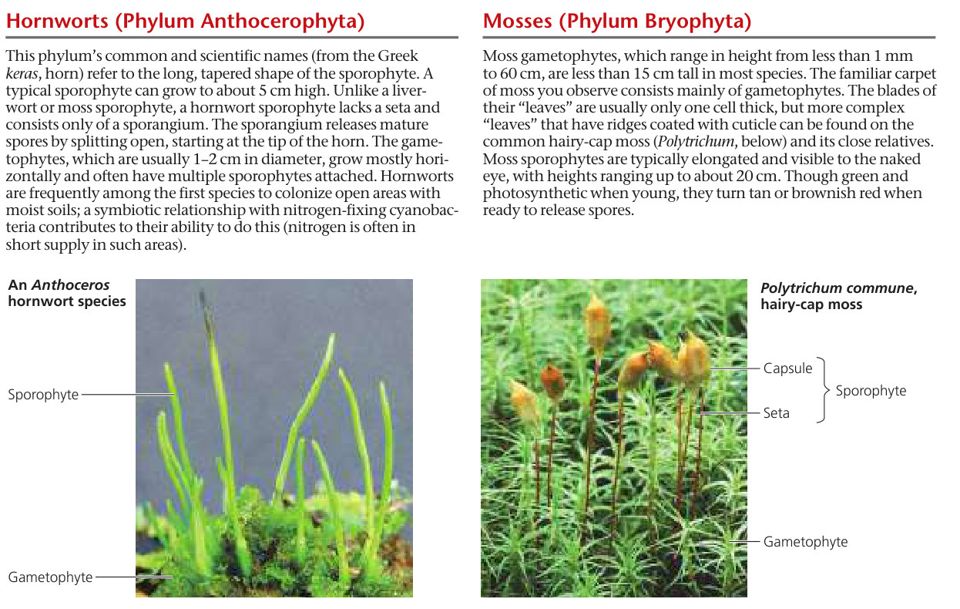 Hornworts (Phylum Anthocerophyta)
This phylum's common and scientific names (from the Greek
keras, horn) refer to the long, tapered shape of the sporophyte. A
typical sporophyte can grow to about 5 cm high. Unlike a liver-
wort or moss sporophyte, a hornwort sporophyte lacks a seta and
consists only of a sporangium. The sporangium releases mature
spores by splitting open, starting at the tip of the horn. The game-
tophytes, which are usually 1–2 cm in diameter, grow mostly hori-
zontally and often have multiple sporophytes attached. Hornworts
are frequently among the first species to colonize open areas with
moist soils; a symbiotic relationship with nitrogen-fixing cyanobac-
teria contributes to their ability to do this (nitrogen is often in
short supply in such areas).
An Anthoceros
hornwort species
Sporophyte
Gametophyte
Mosses (Phylum Bryophyta)
Moss gametophytes, which range in height from less than 1 mm
to 60 cm, are less than 15 cm tall in most species. The familiar carpet
of moss you observe consists mainly of gametophytes. The blades of
their “leaves” are usually only one cell thick, but more complex
“leaves” that have ridges coated with cuticle can be found on the
common hairy-cap moss (Polytrichum, below) and its close relatives.
Moss sporophytes are typically elongated and visible to the naked
eye, with heights ranging up to about 20 cm. Though green and
photosynthetic when young, they turn tan or brownish red when
ready to release spores.
Polytrichum commune,
hairy-cap moss
Capsule
Seta
Sporophyte
Gametophyte